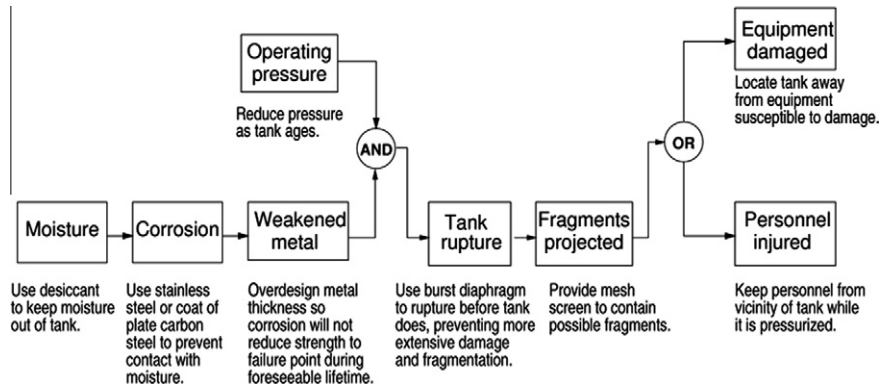 Operating
pressure
Reduce pressure
as tank ages.
AND
Equipment
damaged
Locate tank away
from equipment
susceptible to damage.
OR
Moisture
Use desiccant
to keep moisture
out of tank.
Corrosion
Use stainless
steel or coat of
plate carbon
steel to prevent
contact with
moisture.
Weakened
metal
Overdesign metal
thickness so
corrosion will not
reduce strength to
failure point during
foreseeable lifetime.
Tank
rupture
Use burst diaphragm
to rupture before tank
does, preventing more
extensive damage
and fragmentation.
Fragments
projected
Provide mesh
screen to contain
possible fragments.
Personnel
injured
Keep personnel from
vicinity of tank while
it is pressurized.